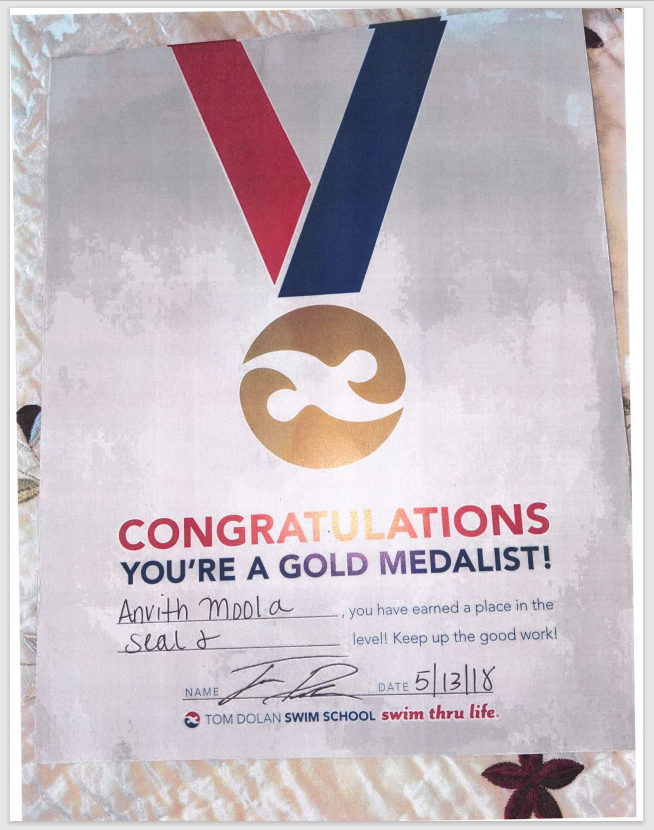 CONGRATULATIONS
YOU'RE A GOLD MEDALIST!
Anvith Moola, you have earned a place in the
Seal 2 level! Keep up the good work!
NAME DATE 5/13/18
TOM DOLAN SWIM SCHOOL swim thru life.